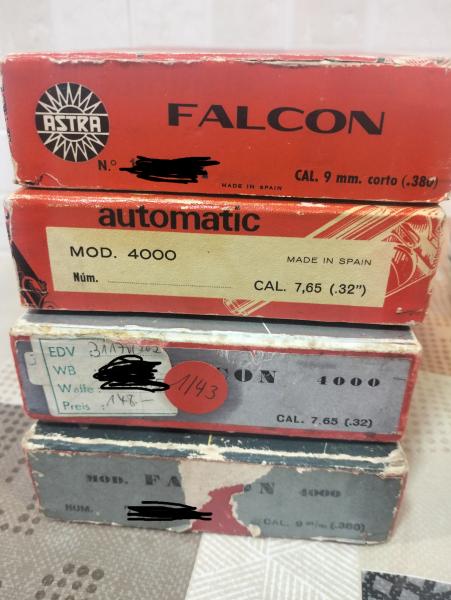 ASTRA
FALCON
N.º
MADE IN SPAIN
CAL. 9 mm. corto (.380)
automatic
MOD. 4000
MADE IN SPAIN
Núm.
CAL. 7,65 (.32")
EDV
WB
Waffe
Preis : 148.-
1/43
CON 4000
CAL. 7,65 (.32)
MOD. FA N 4000
NUM.
CAL. 9 m/m (.380)